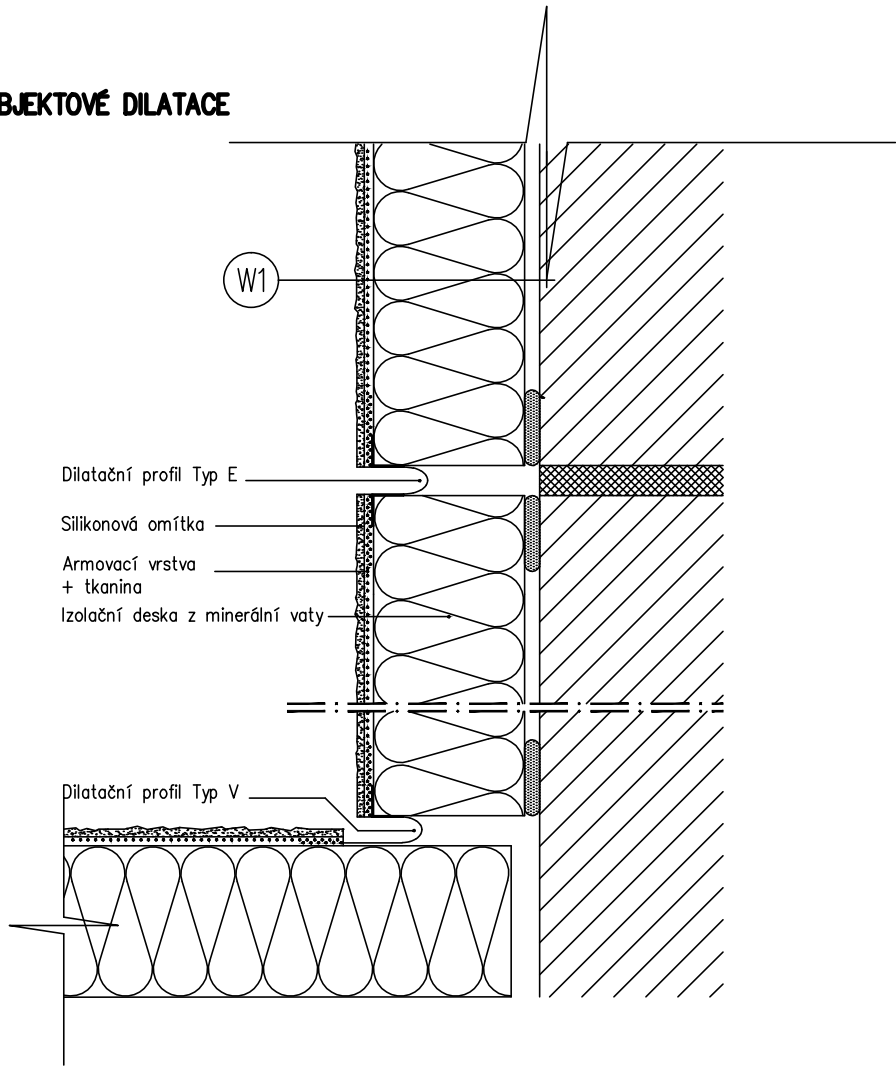 BJEKTOVÉ DILATACE
W1
Dilatační profil Typ E
Silikonová omítka
Armovací vrstva
+ tkanina
Izolační deska z minerální vaty
Dilatační profil Typ V